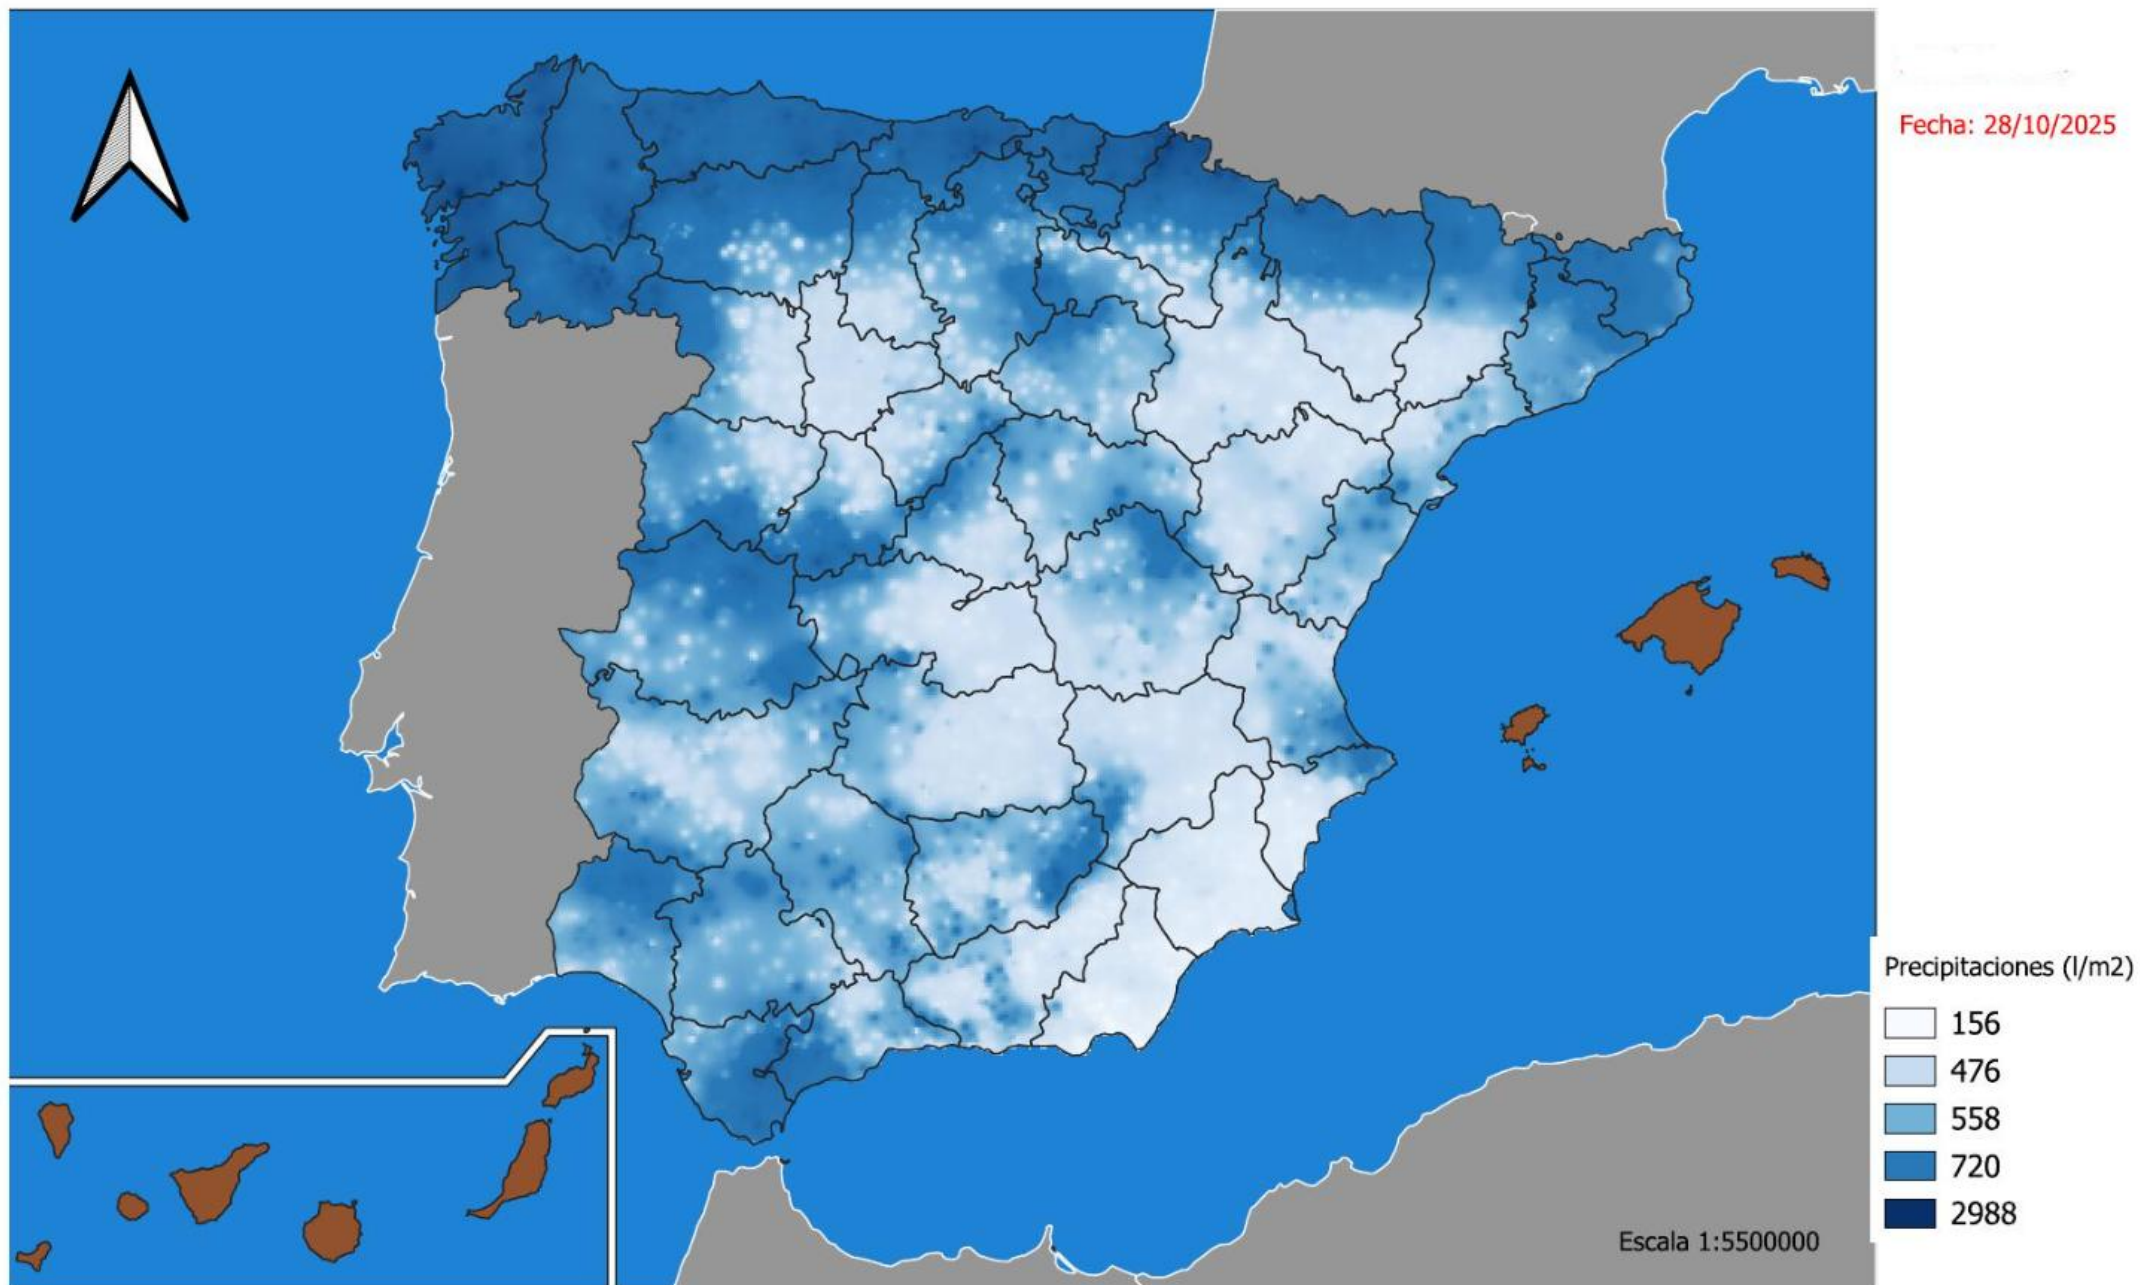 Fecha: 28/10/2025
Precipitaciones (l/m2)
156
476
558
720
2988
Escala 1:5500000